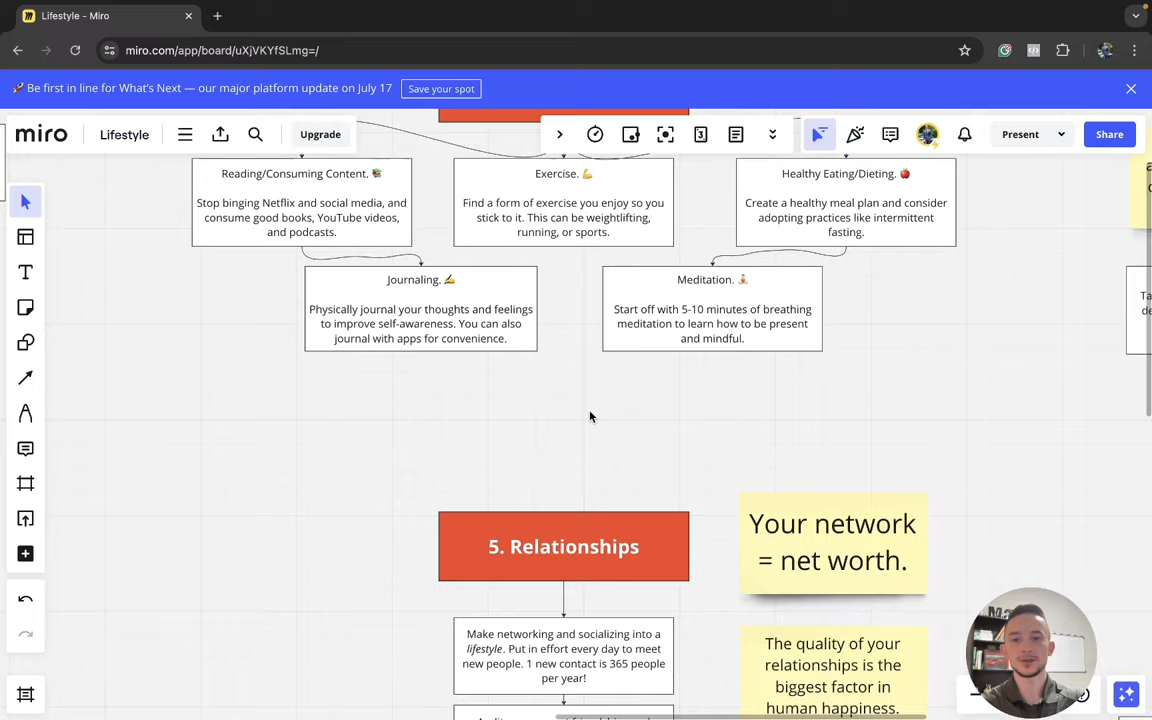 Lifestyle - Miro
miro.com/app/board/uXjVKYfSLmg=/
🚀 Be first in line for What's Next — our major platform update on July 17
Save your spot
miro
Lifestyle
Upgrade
3
Present
Share
Reading/Consuming Content. 📚
Stop binging Netflix and social media, and
consume good books, YouTube videos,
and podcasts.
Exercise. 💪
Find a form of exercise you enjoy so you
stick to it. This can be weightlifting,
running, or sports.
Healthy Eating/Dieting. 🍎
Create a healthy meal plan and consider
adopting practices like intermittent
fasting.
Journaling. ✍
Physically journal your thoughts and feelings
to improve self-awareness. You can also
journal with apps for convenience.
Meditation. 🧘
Start off with 5-10 minutes of breathing
meditation to learn how to be present
and mindful.
5. Relationships
Your network
= net worth.
Make networking and socializing into a
lifestyle. Put in effort every day to meet
new people. 1 new contact is 365 people
per year!
The quality of your
relationships is the
biggest factor in
human happiness.